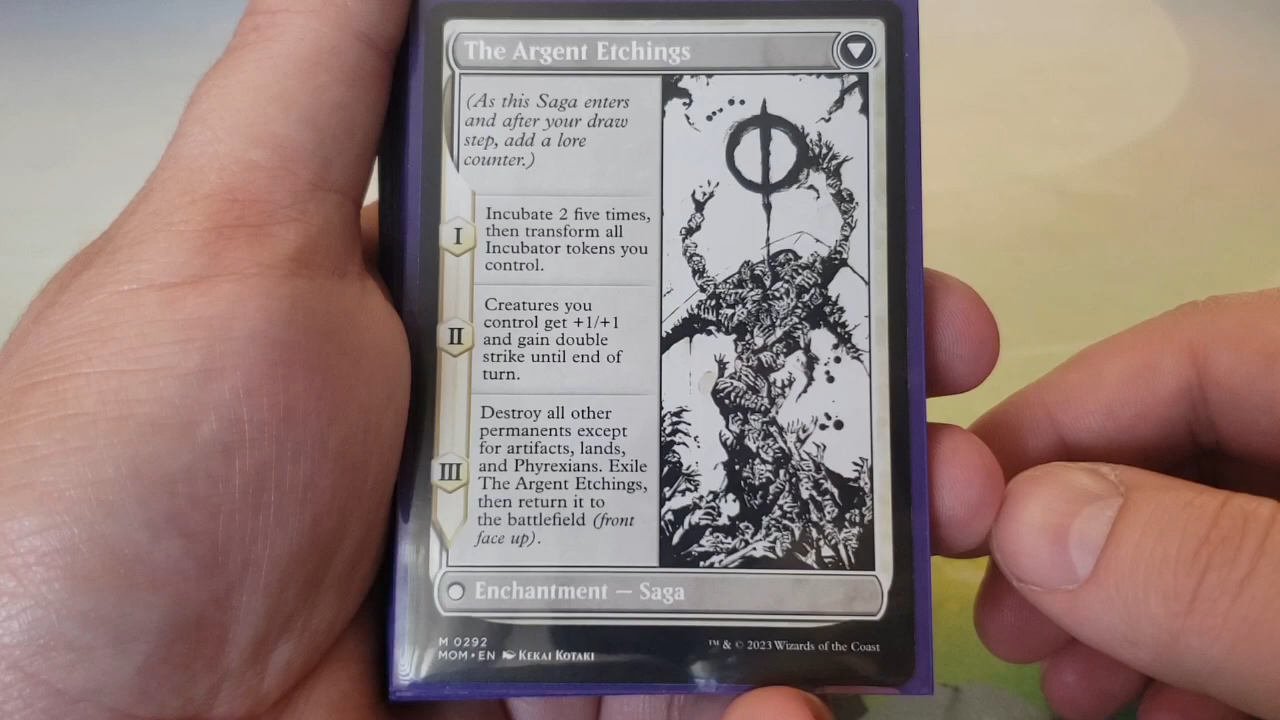 The Argent Etchings
(As this Saga enters
and after your draw
step, add a lore
counter.)
I
Incubate 2 five times,
then transform all
Incubator tokens you
control.
II
Creatures you
control get +1/+1
and gain double
strike until end of
turn.
III
Destroy all other
permanents except
for artifacts, lands,
and Phyrexians. Exile
The Argent Etchings,
then return it to
the battlefield (front
face up).
Enchantment — Saga
M 0292
MOM • EN KEKAI KOTAKI
™ & © 2023 Wizards of the Coast